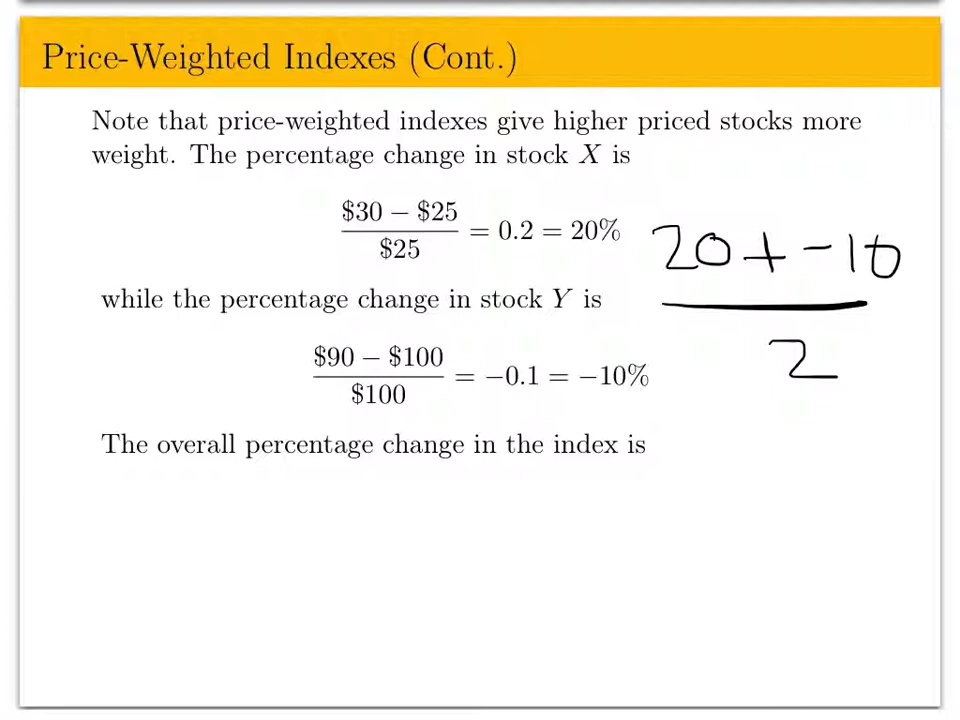 Price-Weighted Indexes (Cont.)
Note that price-weighted indexes give higher priced stocks more
weight. The percentage change in stock X is
$30 − $25
$25
= 0.2 = 20%
20 + −10
2
while the percentage change in stock Y is
$90 − $100
$100
= −0.1 = −10%
The overall percentage change in the index is